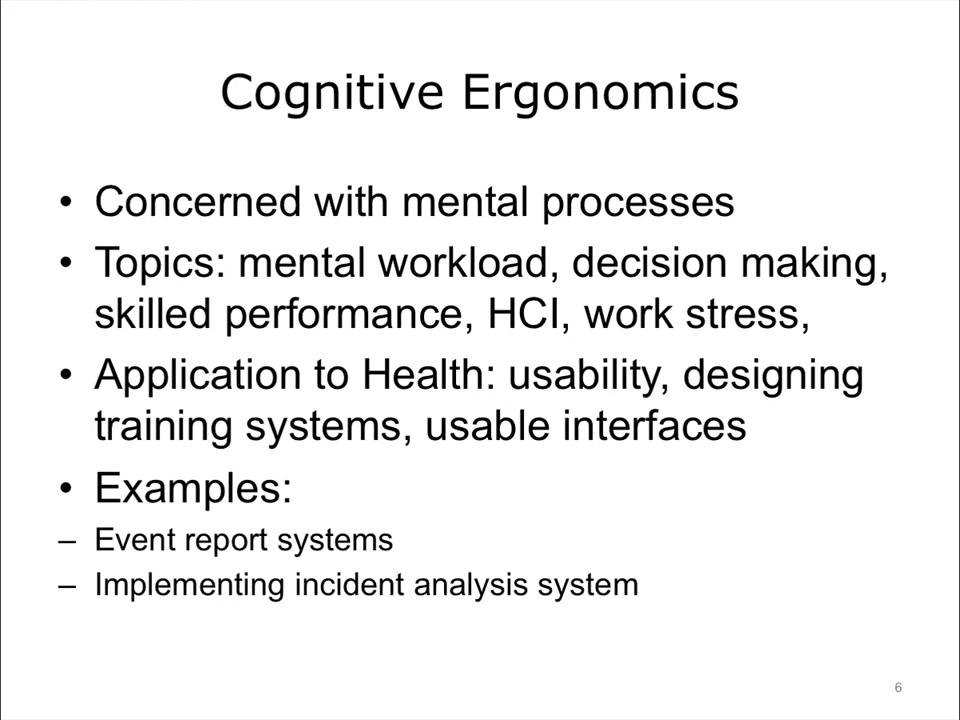 Cognitive Ergonomics
• Concerned with mental processes
• Topics: mental workload, decision making,
skilled performance, HCI, work stress,
• Application to Health: usability, designing
training systems, usable interfaces
• Examples:
– Event report systems
– Implementing incident analysis system
6